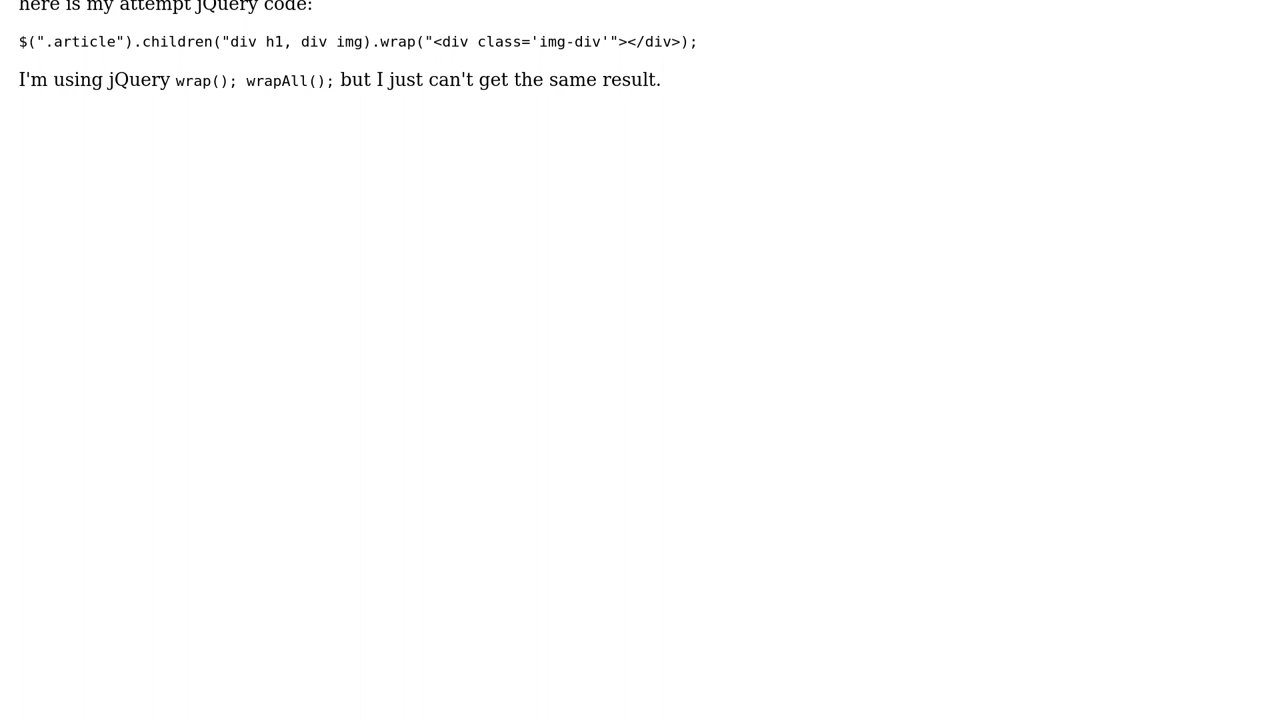 here is my attempt jQuery code:
$(".article").children("div h1, div img).wrap("<div class='img-div'"></div>);
I'm using jQuery wrap(); wrapAll(); but I just can't get the same result.